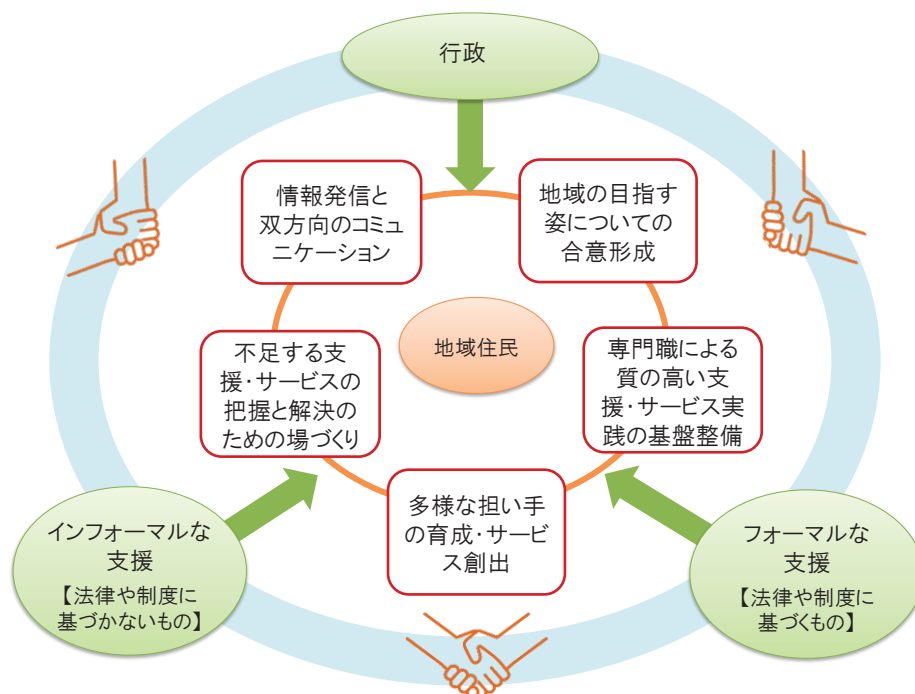 行政
情報発信と
双方向のコミュ
ニケーション
地域の目指す
姿についての
合意形成
地域住民
不足する支
援・サービスの
把握と解決の
ための場づくり
専門職による
質の高い支
援・サービス実
践の基盤整備
多様な担い手
の育成・サービ
ス創出
インフォーマルな
支援
【法律や制度に
基づかないもの】
フォーマルな
支援
【法律や制度に
基づくもの】